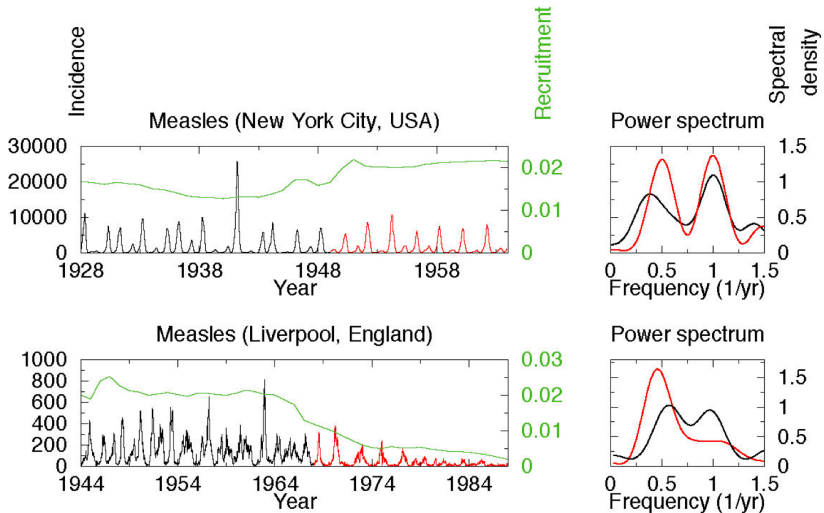 Incidence
Recruitment
Spectral density
Measles (New York City, USA)
Power spectrum
30000
20000
10000
0
0.02
0.01
0
1.5
1
0.5
0
1928 1938 1948 1958
0 0.5 1 1.5
Year
Frequency (1/yr)
Measles (Liverpool, England)
Power spectrum
1000
800
600
400
200
0
0.03
0.02
0.01
0
1.5
1
0.5
0
1944 1954 1964 1974 1984
0 0.5 1 1.5
Year
Frequency (1/yr)